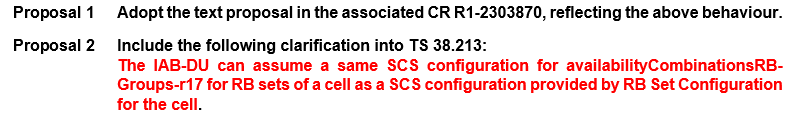 Proposal 1 Adopt the text proposal in the associated CR R1-2303870, reflecting the above behaviour.
Proposal 2 Include the following clarification into TS 38.213:
The IAB-DU can assume a same SCS configuration for availabilityCombinationsRB-
Groups-r17 for RB sets of a cell as a SCS configuration provided by RB Set Configuration
for the cell.